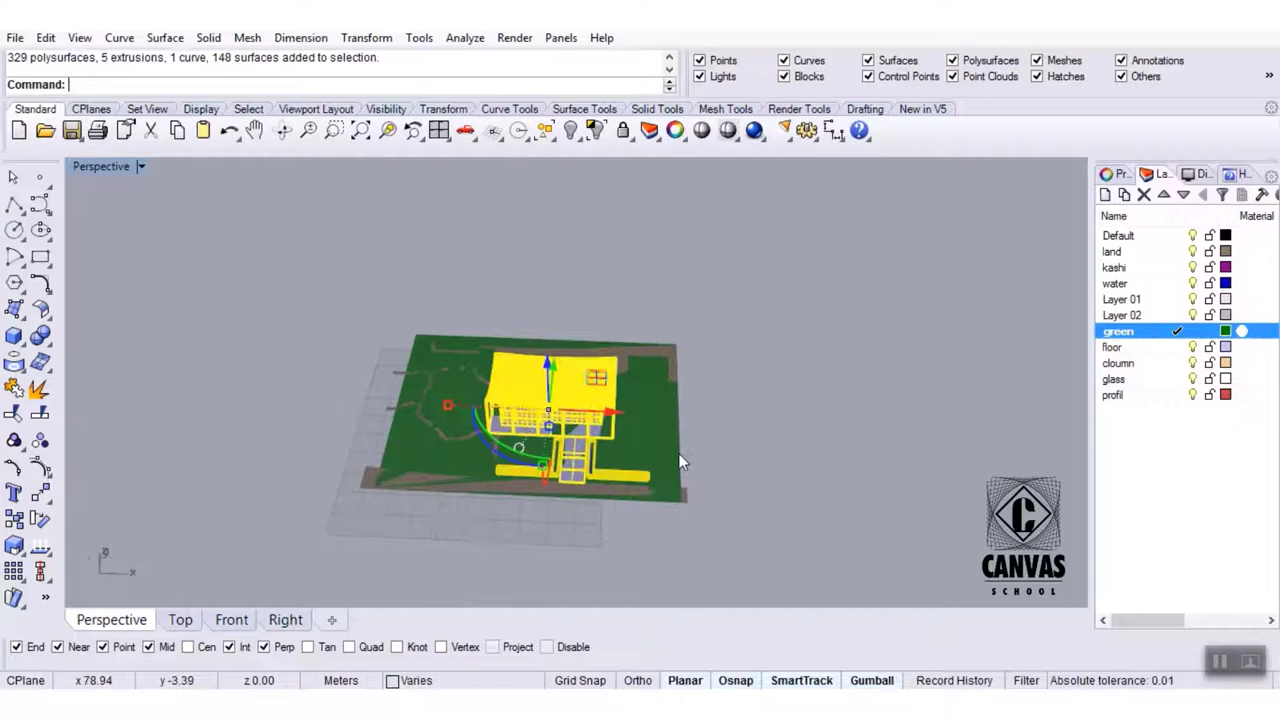 File Edit View Curve Surface Solid Mesh Dimension Transform Tools Analyze Render Panels Help
329 polysurfaces, 5 extrusions, 1 curve, 148 surfaces added to selection.
Command:
Points Curves Surfaces Polysurfaces Meshes Annotations
Lights Blocks Control Points Point Clouds Hatches Others
Standard CPlanes Set View Display Select Viewport Layout Visibility Transform Curve Tools Surface Tools Solid Tools Mesh Tools Render Tools Drafting New in V5
Perspective
Pr... La... Di... H...
Name Material
Default
land
kashi
water
Layer 01
Layer 02
green
floor
cloumn
glass
profil
x
C
CANVAS
SCHOOL
Perspective Top Front Right
End Near Point Mid Cen Int Perp Tan Quad Knot Vertex Project Disable
CPlane x 78.94 y -3.39 z 0.00 Meters Varies Grid Snap Ortho Planar Osnap SmartTrack Gumball Record History Filter Absolute tolerance: 0.01